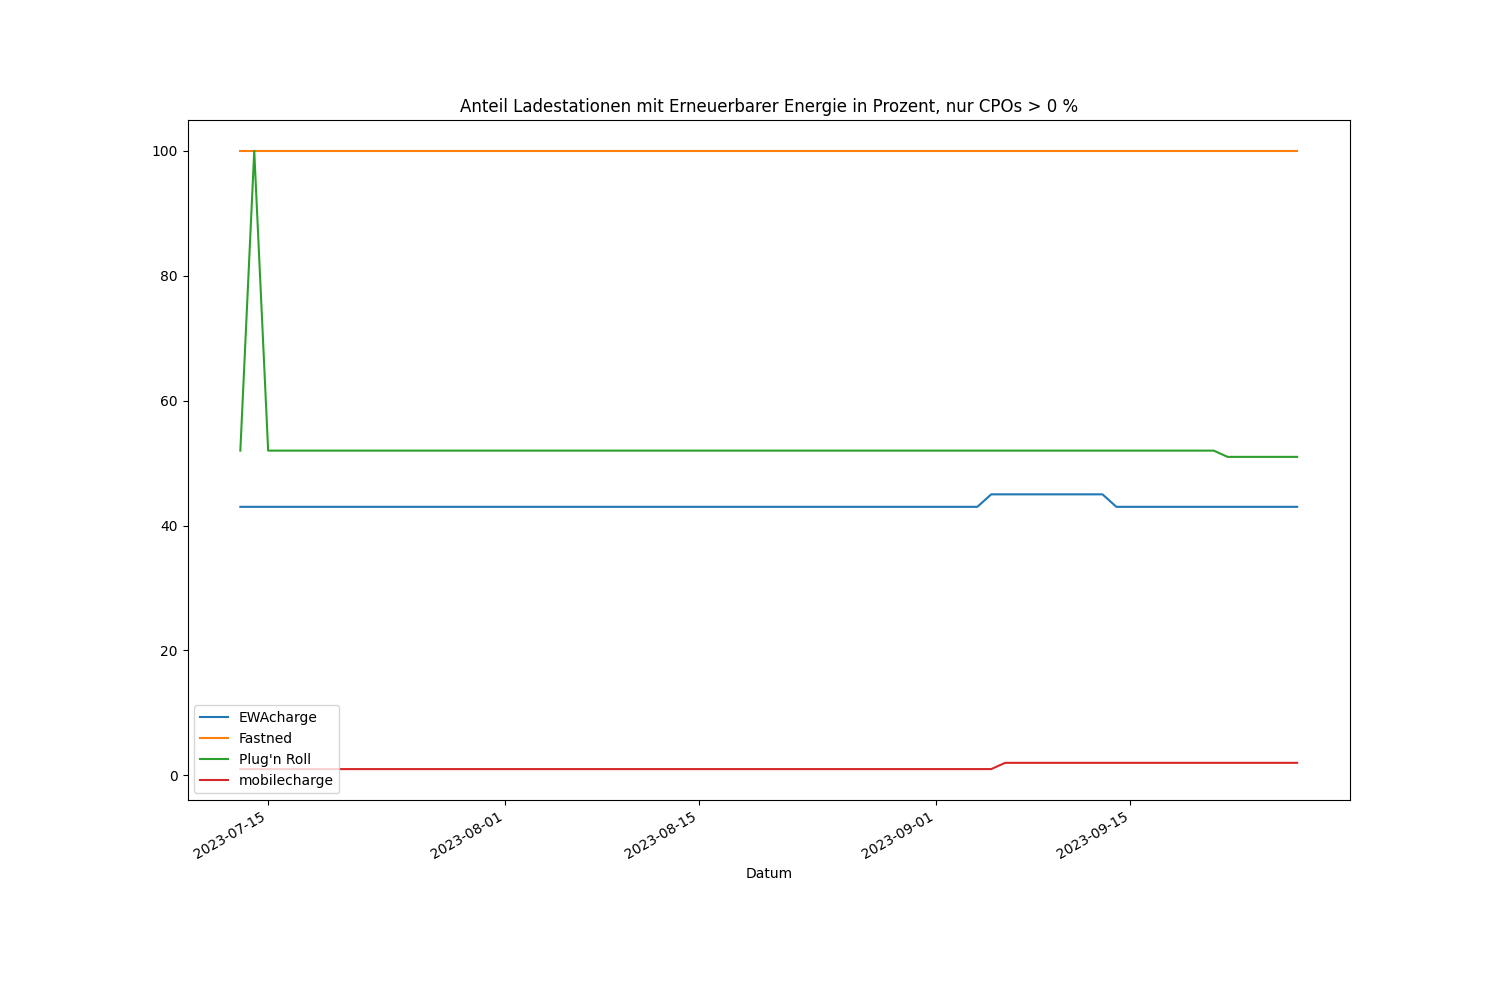 Anteil Ladestationen mit Erneuerbarer Energie in Prozent, nur CPOs > 0 %
100
80
60
40
20
0
EWAcharge
Fastned
Plug'n Roll
mobilecharge
2023-07-15
2023-08-01
2023-08-15
2023-09-01
2023-09-15
Datum